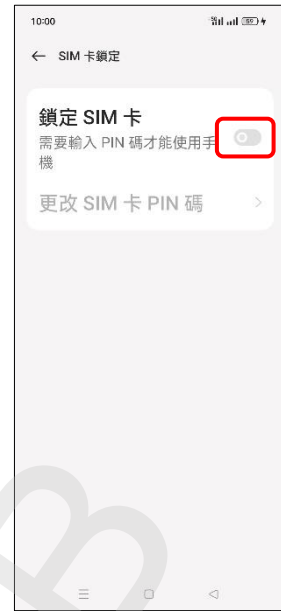 10:00
← SIM 卡鎖定
鎖定 SIM 卡
需要輸入 PIN 碼才能使用手
機
更改 SIM 卡 PIN 碼